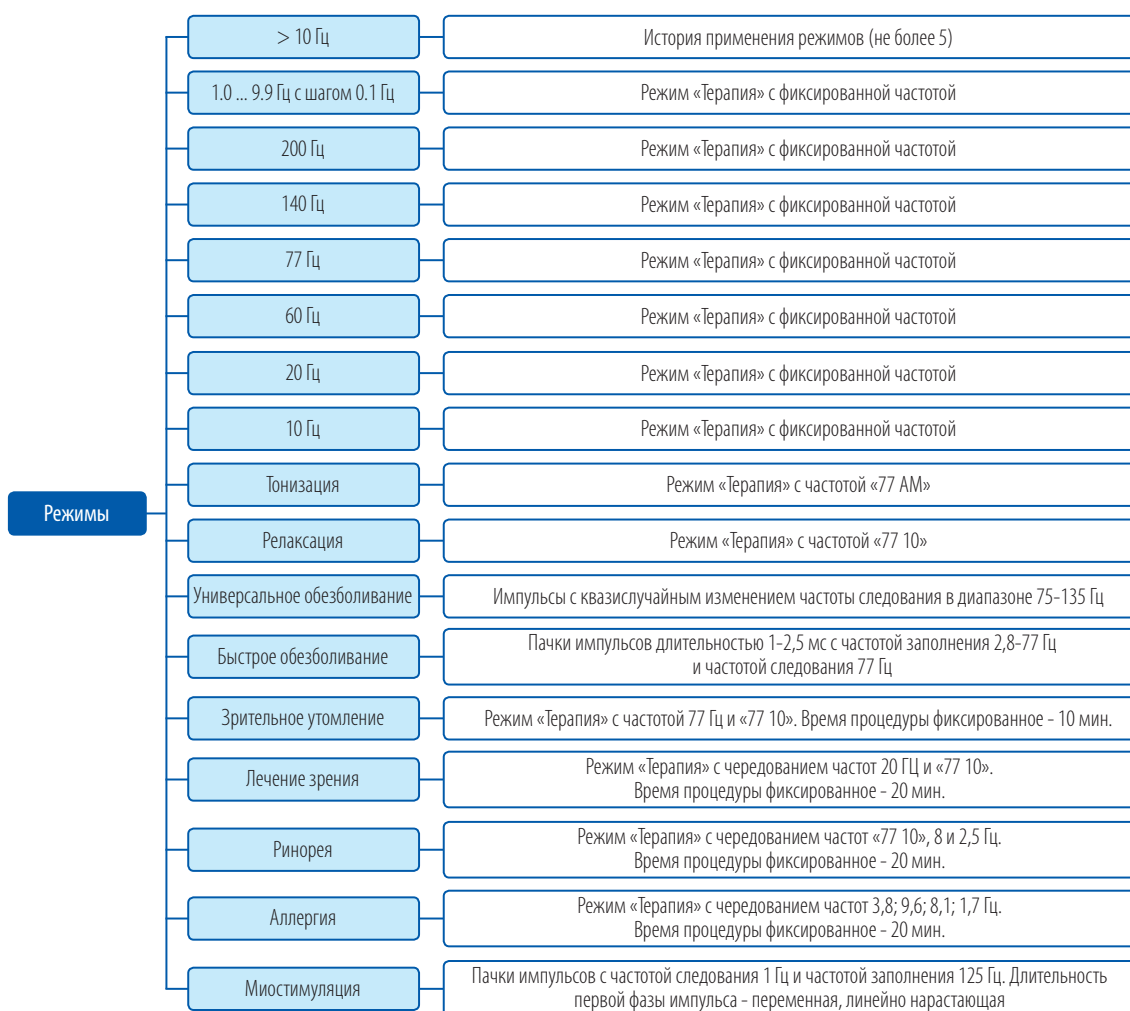 > 10 Гц
История применения режимов (не более 5)
1.0 ... 9.9 Гц с шагом 0.1 Гц
Режим «Терапия» с фиксированной частотой
200 Гц
Режим «Терапия» с фиксированной частотой
140 Гц
Режим «Терапия» с фиксированной частотой
77 Гц
Режим «Терапия» с фиксированной частотой
60 Гц
Режим «Терапия» с фиксированной частотой
20 Гц
Режим «Терапия» с фиксированной частотой
10 Гц
Режим «Терапия» с фиксированной частотой
Тонизация
Режим «Терапия» с частотой «77 АМ»
Режимы
Релаксация
Режим «Терапия» с частотой «77 10»
Универсальное обезболивание
Импульсы с квазислучайным изменением частоты следования в диапазоне 75-135 Гц
Быстрое обезболивание
Пачки импульсов длительностью 1-2,5 мс с частотой заполнения 2,8-77 Гц
и частотой следования 77 Гц
Зрительное утомление
Режим «Терапия» с частотой 77 Гц и «77 10». Время процедуры фиксированное - 10 мин.
Лечение зрения
Режим «Терапия» с чередованием частот 20 ГЦ и «77 10».
Время процедуры фиксированное - 20 мин.
Ринорея
Режим «Терапия» с чередованием частот «77 10», 8 и 2,5 Гц.
Время процедуры фиксированное - 20 мин.
Аллергия
Режим «Терапия» с чередованием частот 3,8; 9,6; 8,1; 1,7 Гц.
Время процедуры фиксированное - 20 мин.
Миостимуляция
Пачки импульсов с частотой следования 1 Гц и частотой заполнения 125 Гц. Длительность
первой фазы импульса - переменная, линейно нарастающая